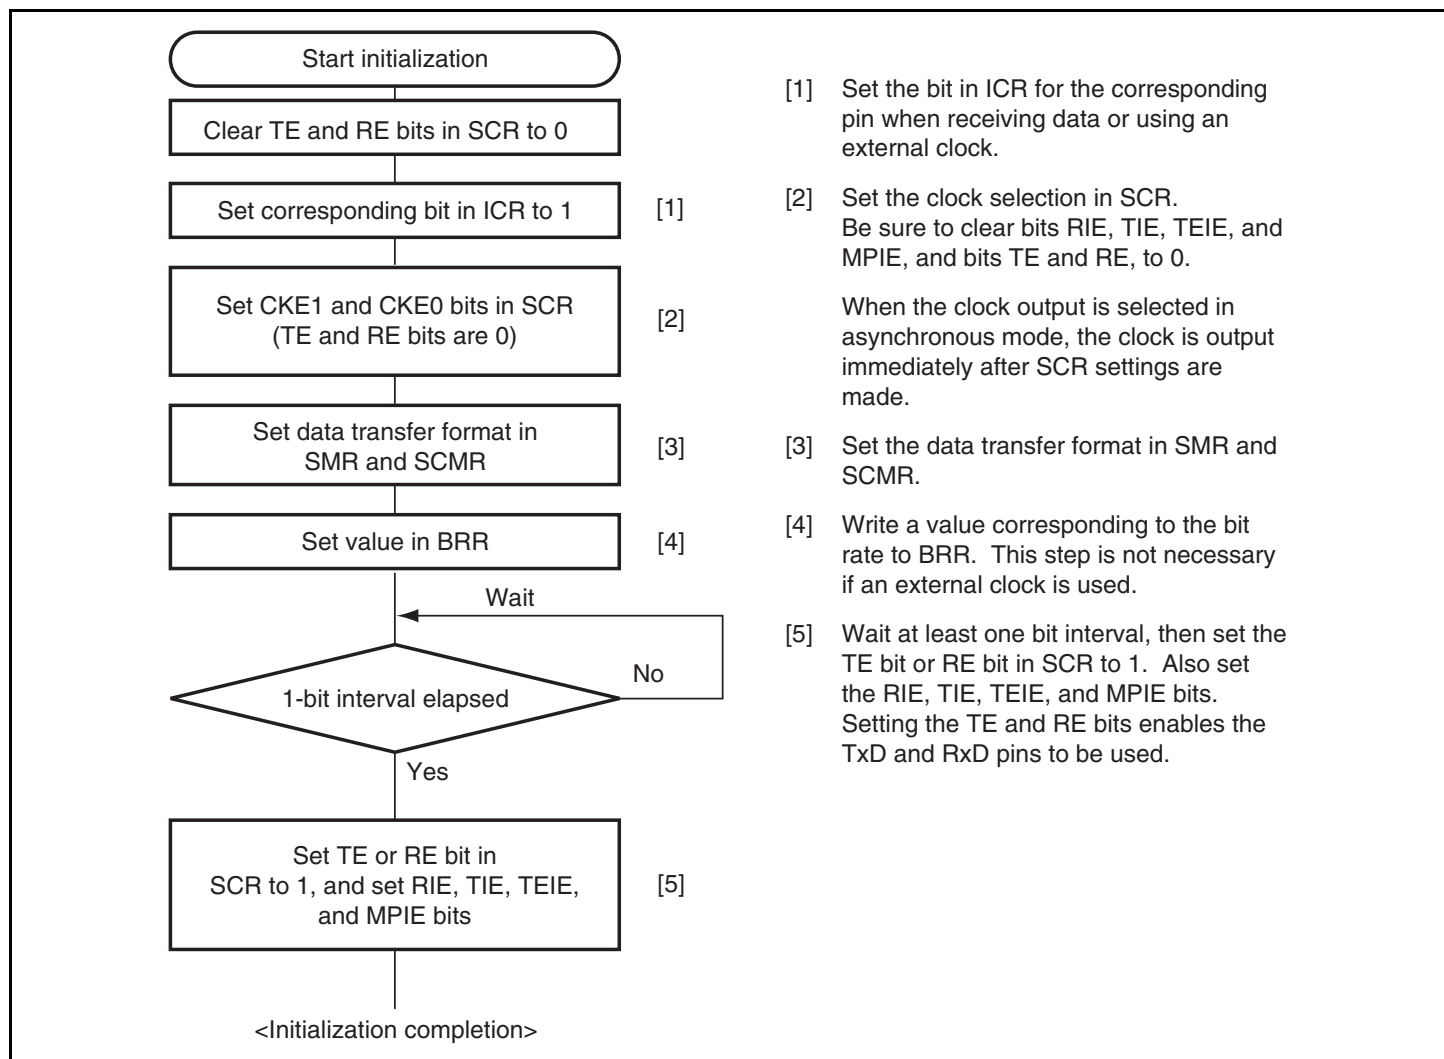 Start initialization
Clear TE and RE bits in SCR to 0
Set corresponding bit in ICR to 1
[1]
Set CKE1 and CKE0 bits in SCR
(TE and RE bits are 0)
[2]
Set data transfer format in
SMR and SCMR
[3]
Set value in BRR
[4]
Wait
No
1-bit interval elapsed
Yes
Set TE or RE bit in
SCR to 1, and set RIE, TIE, TEIE,
and MPIE bits
[5]
<Initialization completion>
[1] Set the bit in ICR for the corresponding
pin when receiving data or using an
external clock.
[2] Set the clock selection in SCR.
Be sure to clear bits RIE, TIE, TEIE, and
MPIE, and bits TE and RE, to 0.
When the clock output is selected in
asynchronous mode, the clock is output
immediately after SCR settings are
made.
[3] Set the data transfer format in SMR and
SCMR.
[4] Write a value corresponding to the bit
rate to BRR. This step is not necessary
if an external clock is used.
[5] Wait at least one bit interval, then set the
TE bit or RE bit in SCR to 1. Also set
the RIE, TIE, TEIE, and MPIE bits.
Setting the TE and RE bits enables the
TxD and RxD pins to be used.